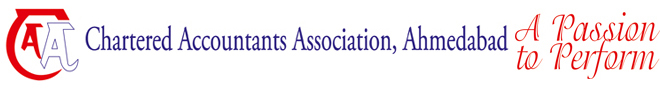 CAA
Chartered Accountants Association, Ahmedabad
A Passion
to Perform